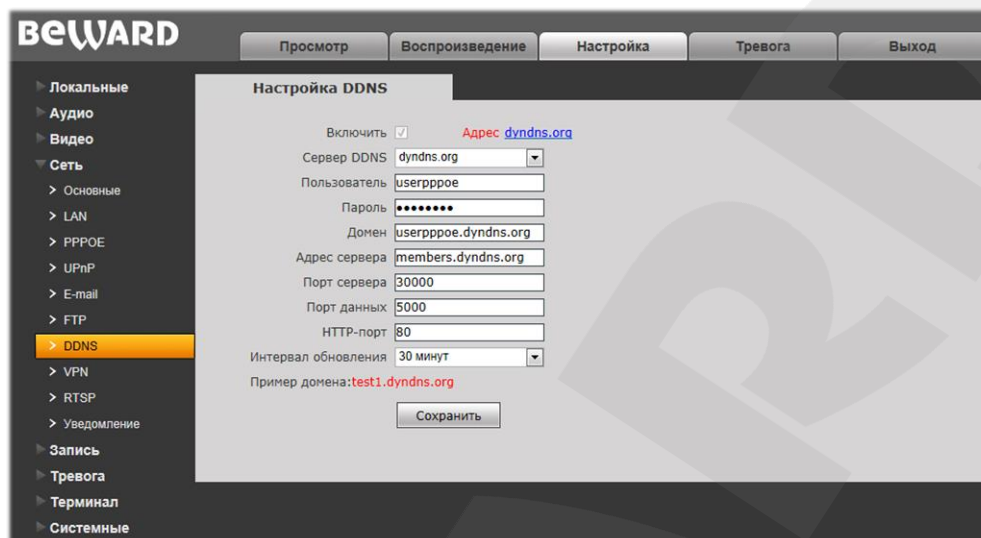 BEWARD
Просмотр Воспроизведение Настройка Тревога Выход
Локальные
Аудио
Видео
Сеть
> Основные
> LAN
> PPPOE
> UPnP
> E-mail
> FTP
> DDNS
> VPN
> RTSP
> Уведомление
Запись
Тревога
Терминал
Системные
Настройка DDNS
Включить Адрес dyndns.org
Сервер DDNS dyndns.org
Пользователь userpppoe
Пароль ••••••••
Домен userpppoe.dyndns.org
Адрес сервера members.dyndns.org
Порт сервера 30000
Порт данных 5000
HTTP-порт 80
Интервал обновления 30 минут
Пример домена:test1.dyndns.org
Сохранить